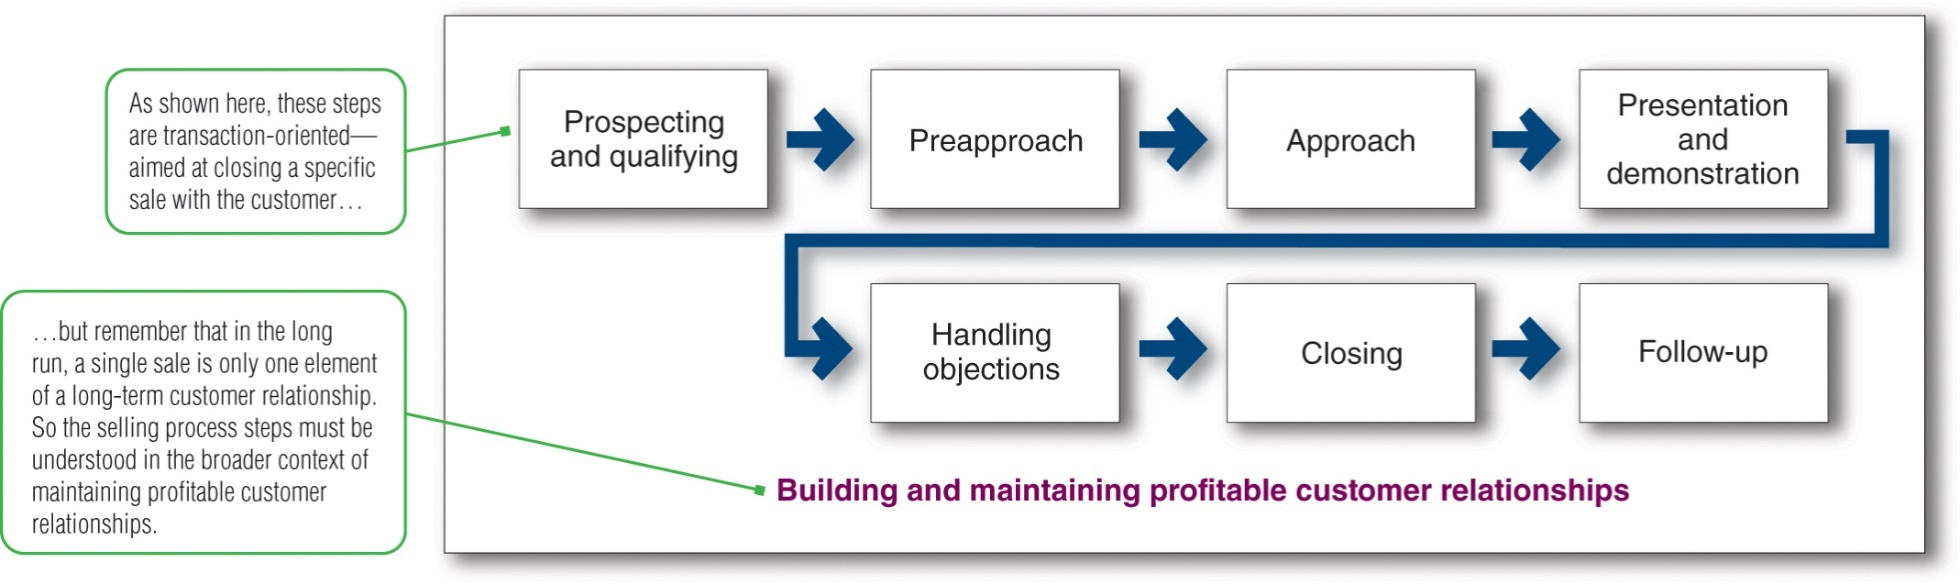 As shown here, these steps
are transaction-oriented—
aimed at closing a specific
sale with the customer…
Prospecting
and qualifying
Preapproach
Approach
Presentation
and
demonstration
…but remember that in the long
run, a single sale is only one element
of a long-term customer relationship.
So the selling process steps must be
understood in the broader context of
maintaining profitable customer
relationships.
Handling
objections
Closing
Follow-up
Building and maintaining profitable customer relationships